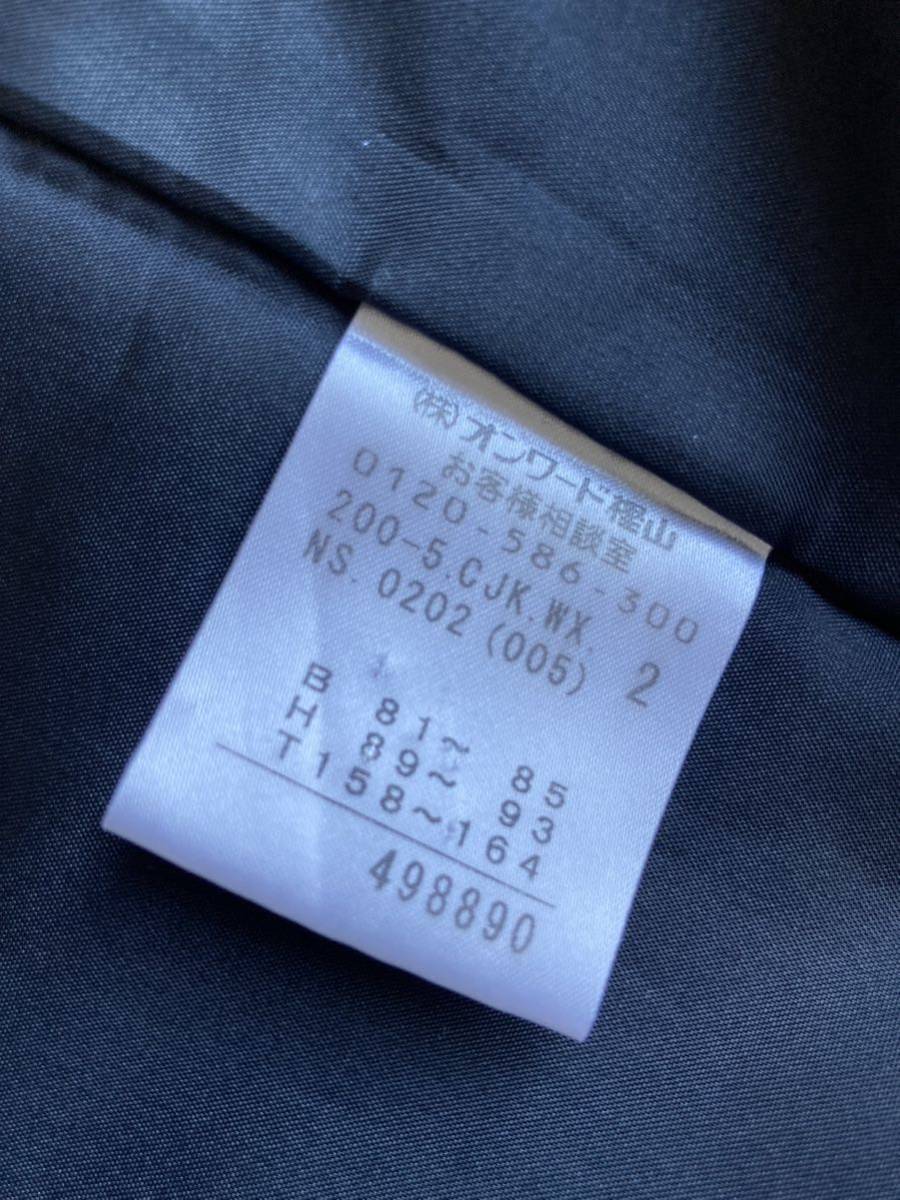 (株)オンワード樫山
お客様相談室
0120-586-300
200-5.CJK.WX.
NS. 0202 (005) 2
B 81~ 85
H 89~ 93
T158~164
498890